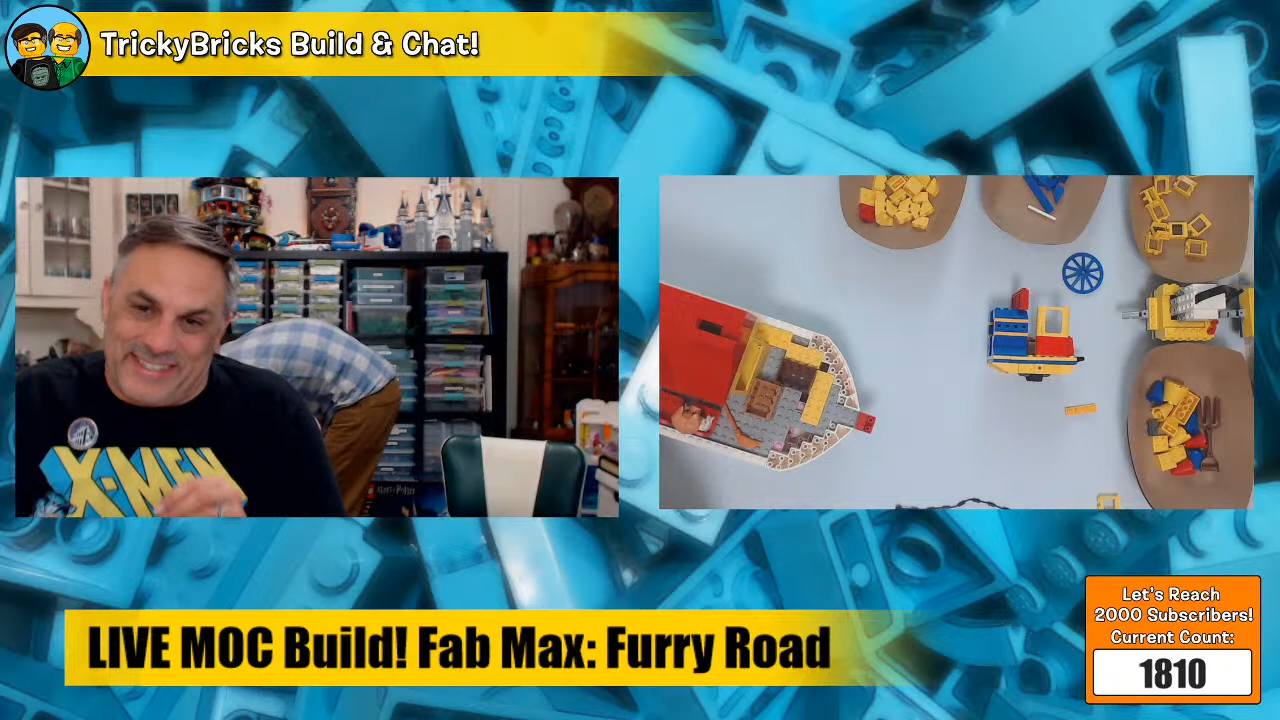 TrickyBricks Build & Chat!
X-MEN
LIVE MOC Build! Fab Max: Furry Road
Let's Reach
2000 Subscribers!
Current Count:
1810